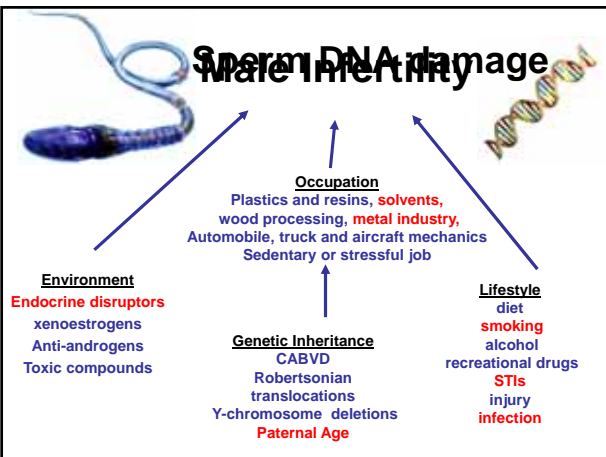 Sperm DNA damage
Male Infertility
Occupation
Plastics and resins, solvents,
wood processing, metal industry,
Automobile, truck and aircraft mechanics
Sedentary or stressful job
Environment
Endocrine disruptors
xenoestrogens
Anti-androgens
Toxic compounds
Genetic Inheritance
CABVD
Robertsonian
translocations
Y-chromosome deletions
Paternal Age
Lifestyle
diet
smoking
alcohol
recreational drugs
STIs
injury
infection